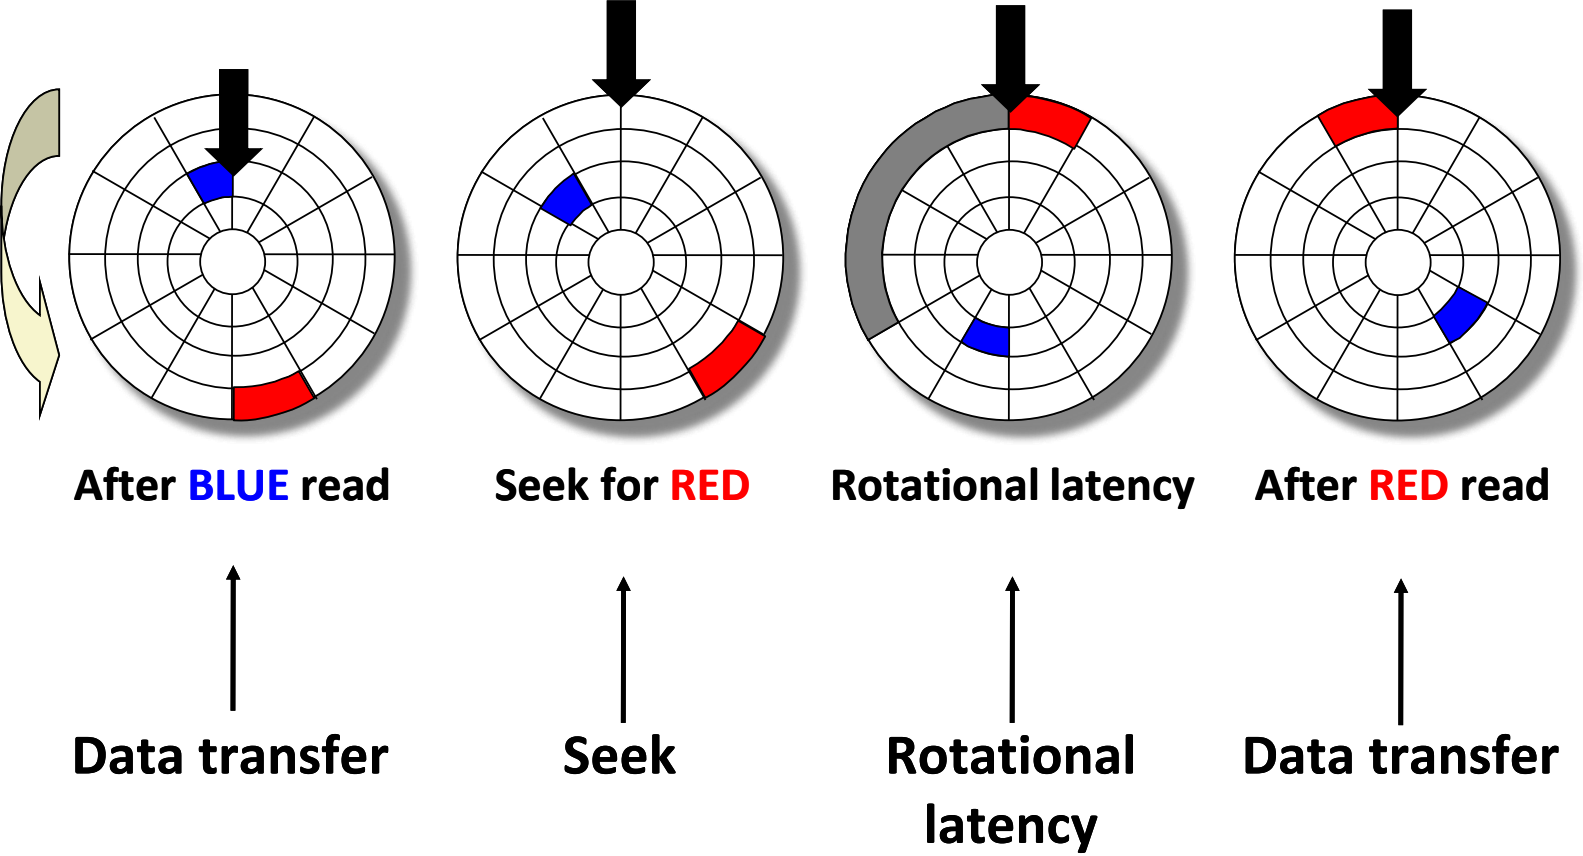 After BLUE read
Seek for RED
Rotational latency
After RED read
Data transfer
Seek
Rotational
latency
Data transfer